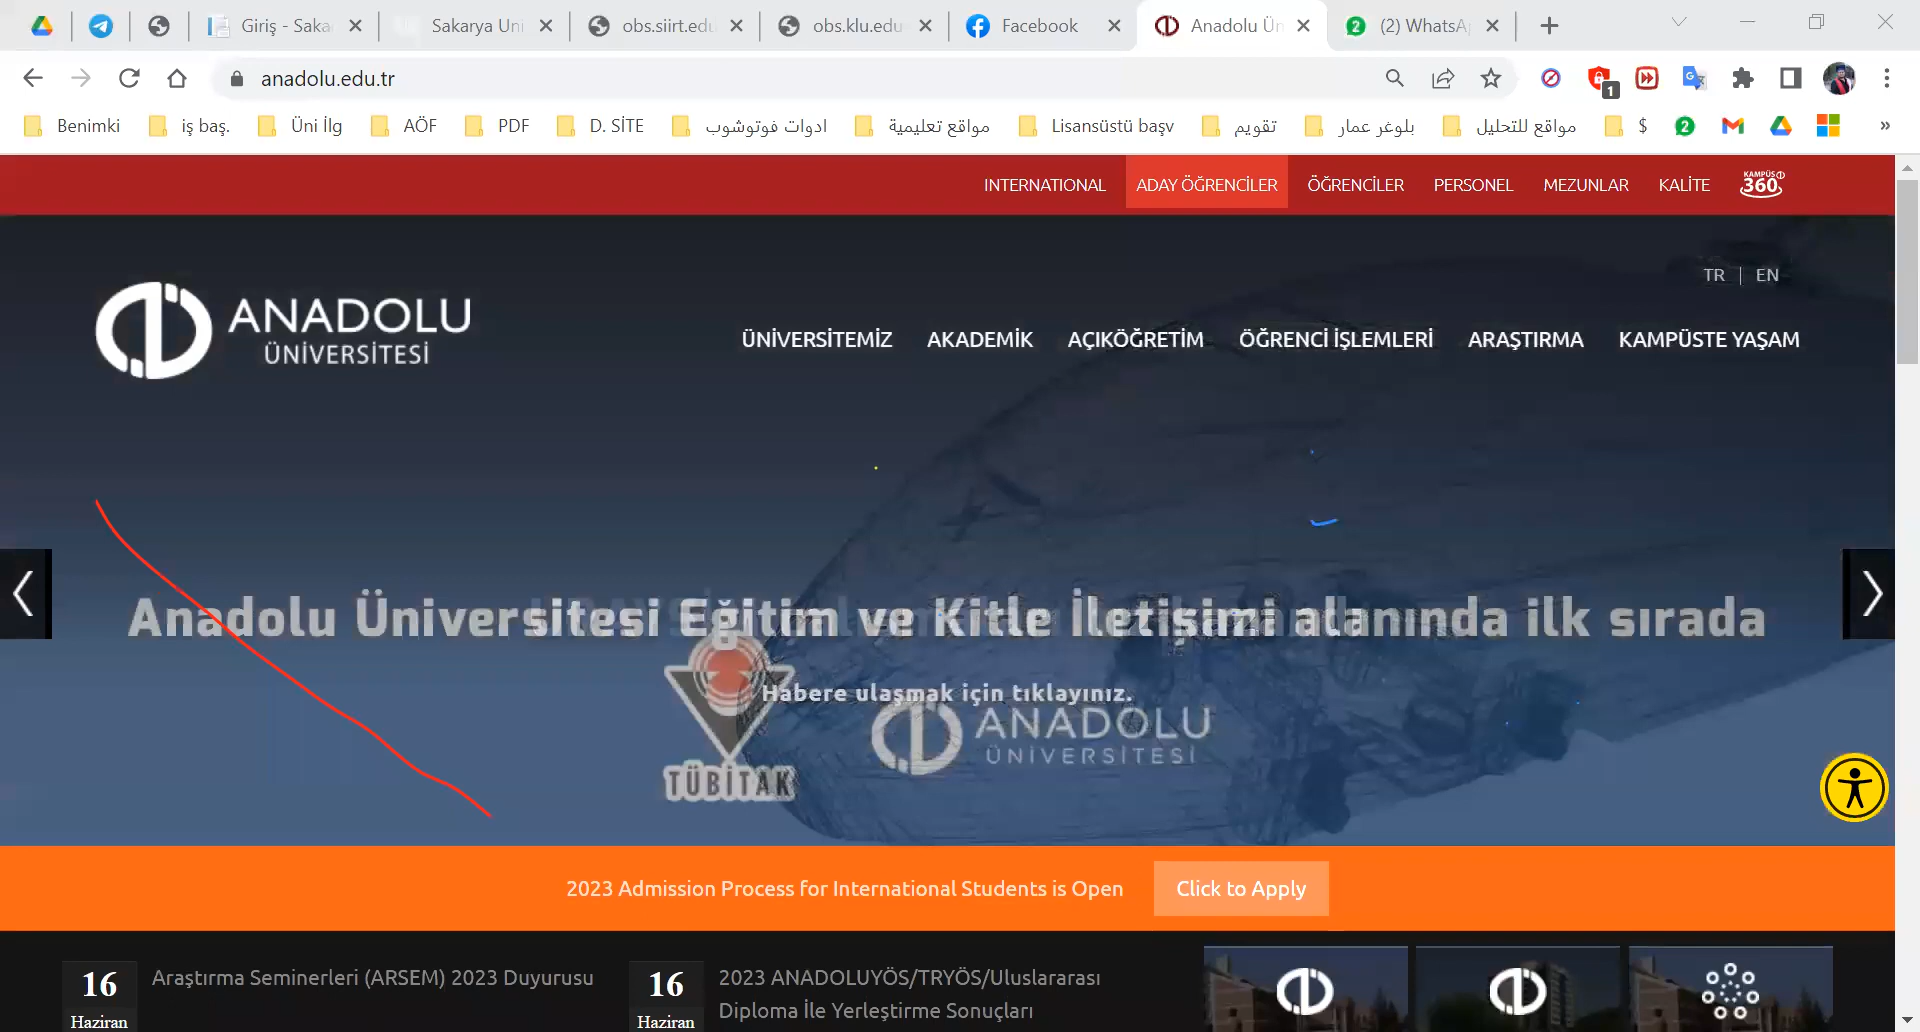 Giriş - Saka
Sakarya Üni
obs.siirt.edu
obs.klu.edu
Facebook
Anadolu Ün
(2) WhatsA
anadolu.edu.tr
1
Benimki
iş baş.
Üni İlg
AÖF
PDF
D. SİTE
ادوات فوتوشوب
مواقع تعليمية
Lisansüstü başv
تقويم
بلوغر عمار
مواقع للتحليل
$
»
INTERNATIONAL
ADAY ÖĞRENCİLER
ÖĞRENCİLER
PERSONEL
MEZUNLAR
KALİTE
KAMPÜS
360
TR | EN
ANADOLU
ÜNİVERSİTESİ
ÜNİVERSİTEMİZ
AKADEMİK
AÇIKÖĞRETİM
ÖĞRENCİ İŞLEMLERİ
ARAŞTIRMA
KAMPÜSTE YAŞAM
Anadolu Üniversitesi Eğitim ve Kitle İletişimi alanında ilk sırada
Habere ulaşmak için tıklayınız.
ANADOLU
ÜNİVERSİTESİ
TÜBİTAK
2023 Admission Process for International Students is Open
Click to Apply
16
Haziran
Araştırma Seminerleri (ARSEM) 2023 Duyurusu
16
Haziran
2023 ANADOLUYÖS/TRYÖS/Uluslararası
Diploma İle Yerleştirme Sonuçları